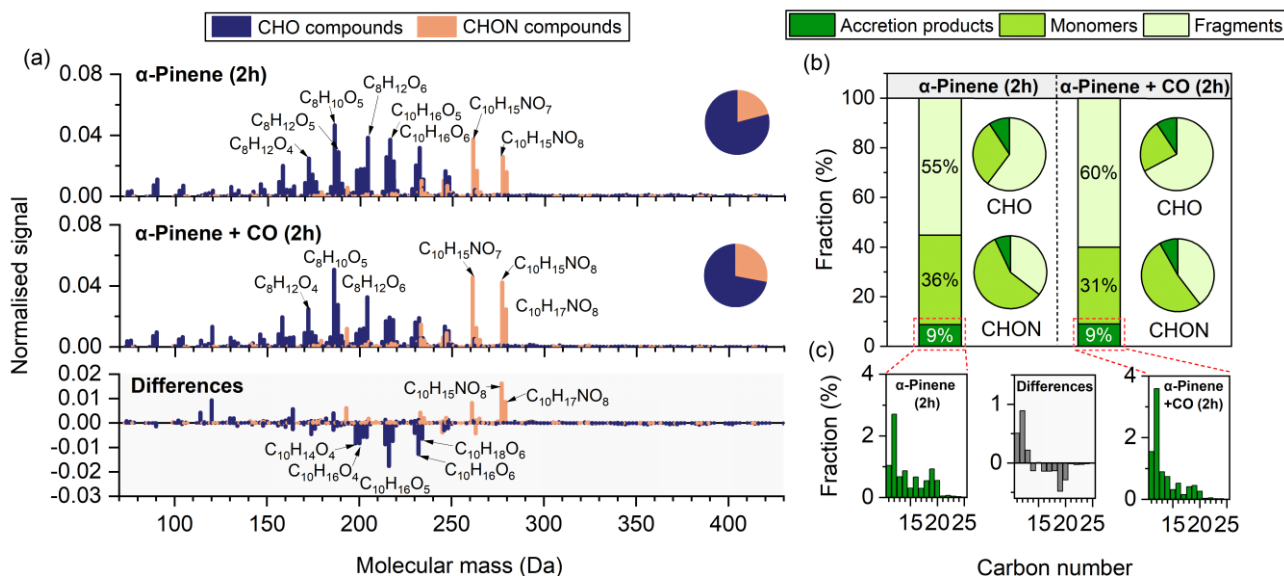 CHO compounds CHON compounds
Accretion products Monomers Fragments
(a)
α-Pinene (2h)
C₈H₁₂O₄
C₈H₁₀O₅
C₈H₁₂O₅
C₈H₁₂O₆
C₁₀H₁₆O₅
C₁₀H₁₆O₆
C₁₀H₁₅NO₇
C₁₀H₁₅NO₈
0.08
0.04
0.00
α-Pinene + CO (2h)
C₈H₁₂O₄
C₈H₁₀O₅
C₈H₁₂O₆
C₁₀H₁₅NO₇
C₁₀H₁₅NO₈
C₁₀H₁₇NO₈
0.08
0.04
0.00
Differences
C₁₀H₁₅NO₈
C₁₀H₁₇NO₈
C₁₀H₁₄O₄
C₁₀H₁₆O₄
C₁₀H₁₆O₅
C₁₀H₁₈O₆
C₁₀H₁₆O₆
0.02
0.01
0.00
-0.01
-0.02
-0.03
Normalised signal
100 150 200 250 300 350 400
Molecular mass (Da)
(b)
α-Pinene (2h) α-Pinene + CO (2h)
100
80
60
40
20
0
Fraction (%)
55%
36%
9%
CHO
CHON
60%
31%
9%
CHO
CHON
(c)
Fraction (%)
4
2
0
α-Pinene
(2h)
15 20 25
Differences
1
0
15 20 25
4
2
0
α-Pinene
+CO (2h)
15 20 25
Carbon number